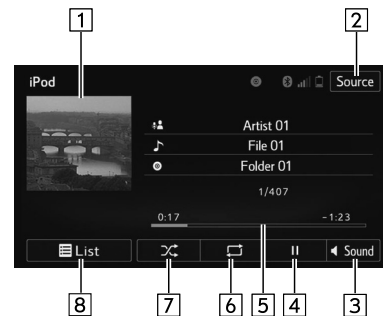 1 2
iPod Source
Artist 01
File 01
Folder 01
1/407
0:17 -1:23
List Sound
8 7 6 5 4 3